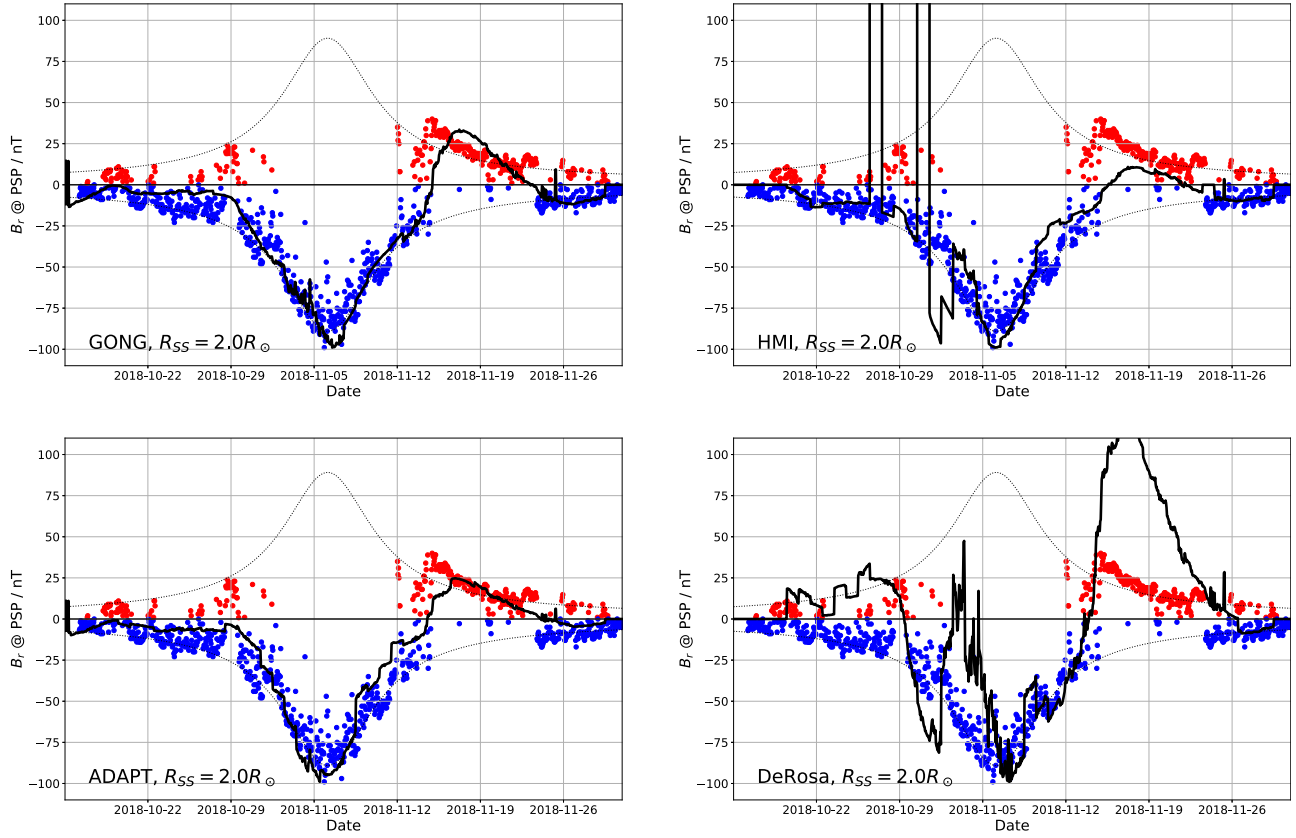 100
75
50
25
0
−25
−50
−75
−100
B_r @ PSP / nT
GONG, R_SS = 2.0R_⊙
2018-10-22 2018-10-29 2018-11-05 2018-11-12 2018-11-19 2018-11-26
Date
100
75
50
25
0
−25
−50
−75
−100
B_r @ PSP / nT
HMI, R_SS = 2.0R_⊙
2018-10-22 2018-10-29 2018-11-05 2018-11-12 2018-11-19 2018-11-26
Date
100
75
50
25
0
−25
−50
−75
−100
B_r @ PSP / nT
ADAPT, R_SS = 2.0R_⊙
2018-10-22 2018-10-29 2018-11-05 2018-11-12 2018-11-19 2018-11-26
Date
100
75
50
25
0
−25
−50
−75
−100
B_r @ PSP / nT
DeRosa, R_SS = 2.0R_⊙
2018-10-22 2018-10-29 2018-11-05 2018-11-12 2018-11-19 2018-11-26
Date